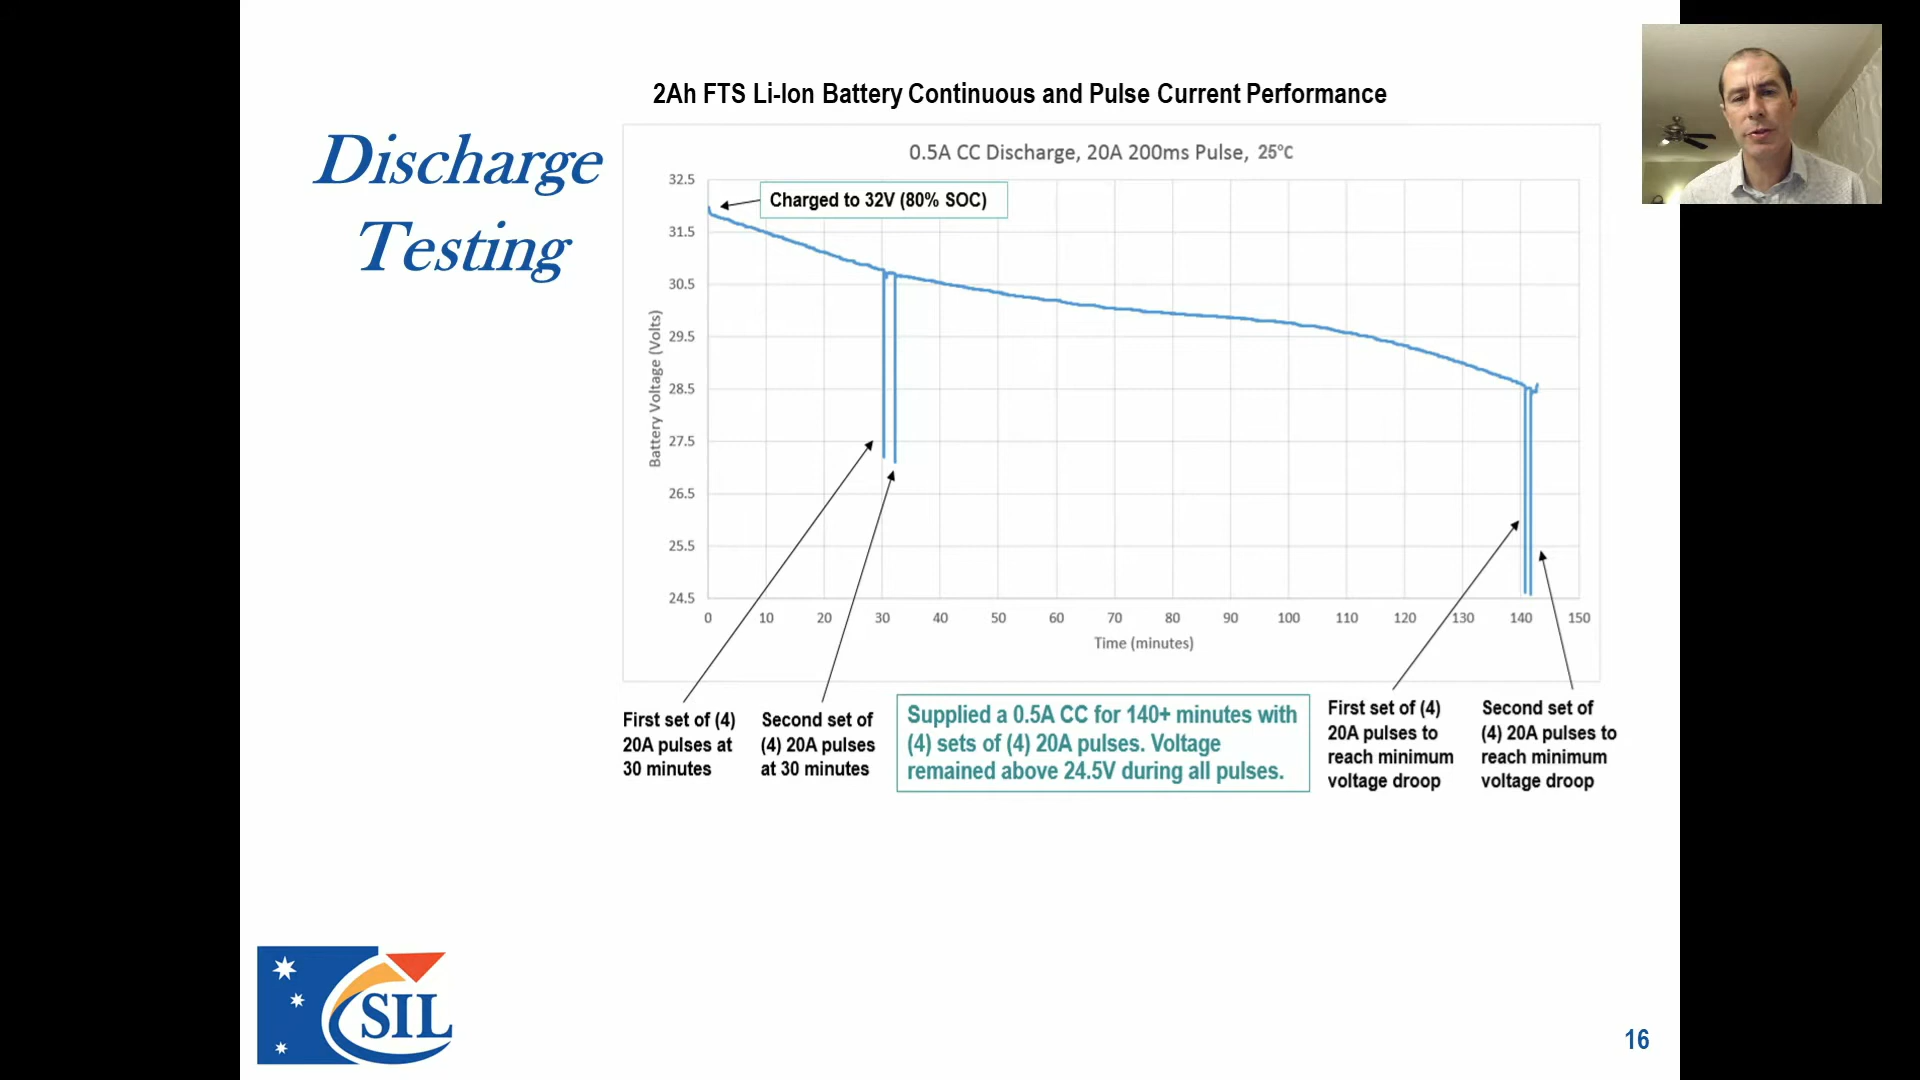 2Ah FTS Li-Ion Battery Continuous and Pulse Current Performance
Discharge
Testing
0.5A CC Discharge, 20A 200ms Pulse, 25°C
Charged to 32V (80% SOC)
Battery Voltage (Volts)
32.5
31.5
30.5
29.5
28.5
27.5
26.5
25.5
24.5
0 10 20 30 40 50 60 70 80 90 100 110 120 130 140 150
Time (minutes)
First set of (4)
20A pulses at
30 minutes
Second set of
(4) 20A pulses
at 30 minutes
Supplied a 0.5A CC for 140+ minutes with
(4) sets of (4) 20A pulses. Voltage
remained above 24.5V during all pulses.
First set of (4)
20A pulses to
reach minimum
voltage droop
Second set of
(4) 20A pulses to
reach minimum
voltage droop
SIL
16